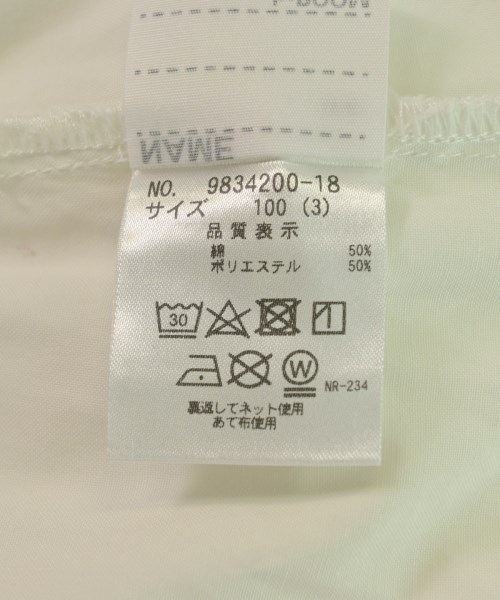 NAME
NO. 9834200-18
サイズ 100 (3)
品質表示
綿 50%
ポリエステル 50%
30
W
NR-234
裏返してネット使用
あて布使用